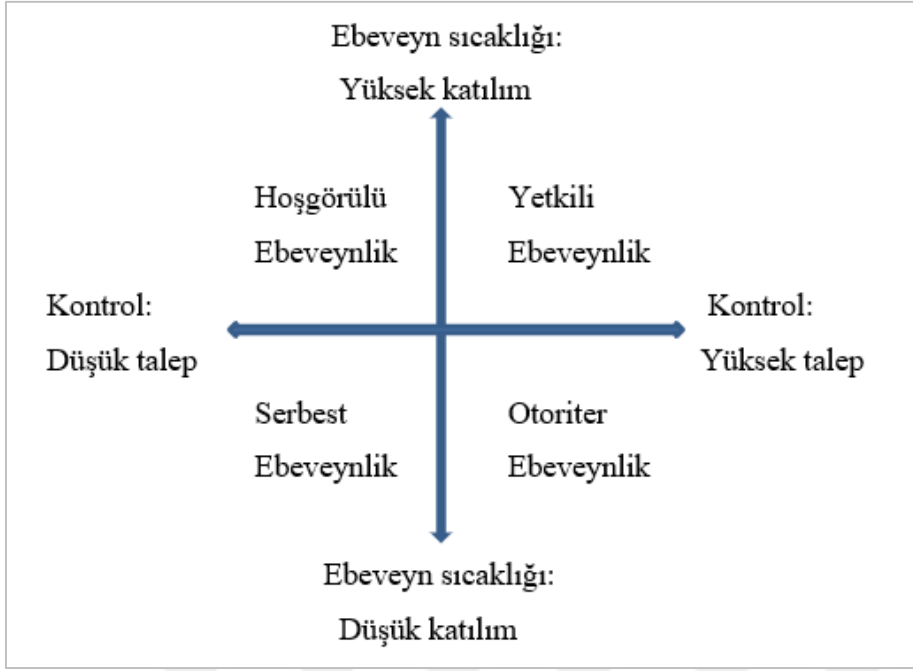 Ebeveyn sıcaklığı:
Yüksek katılım
Hoşgörülü
Ebeveynlik
Yetkili
Ebeveynlik
Kontrol:
Düşük talep
Kontrol:
Yüksek talep
Serbest
Ebeveynlik
Otoriter
Ebeveynlik
Ebeveyn sıcaklığı:
Düşük katılım